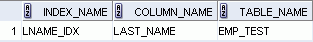 INDEX_NAME COLUMN_NAME TABLE_NAME
1 LNAME_IDX LAST_NAME EMP_TEST